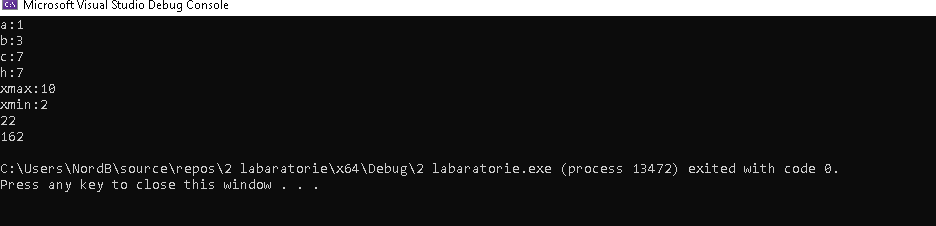 Microsoft Visual Studio Debug Console
a:1
b:3
c:7
h:7
xmax:10
xmin:2
22
162
C:\Users\NordB\source\repos\2 labaratorie\x64\Debug\2 labaratorie.exe (process 13472) exited with code 0.
Press any key to close this window . . .